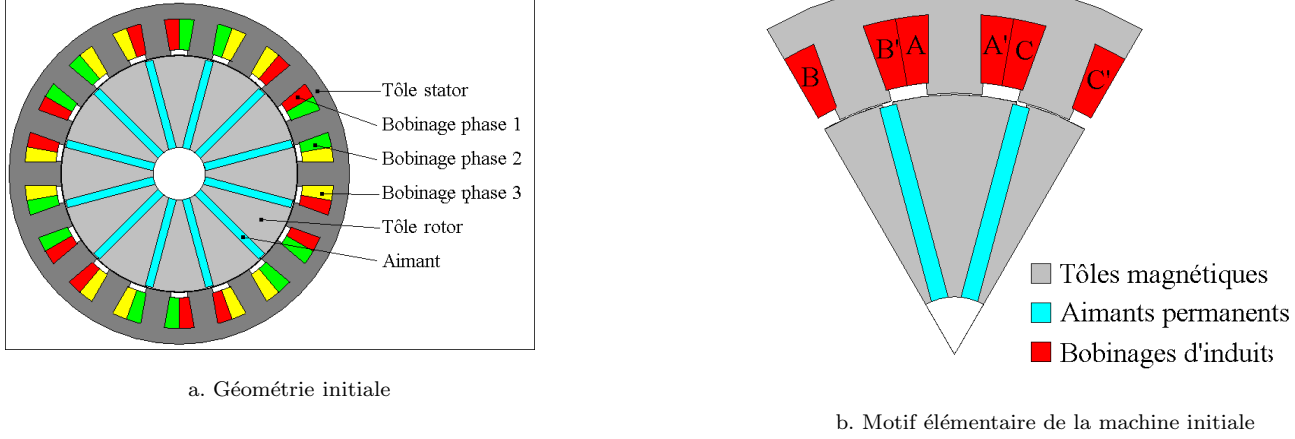 Tôle stator
Bobinage phase 1
Bobinage phase 2
Bobinage phase 3
Tôle rotor
Aimant
a. Géométrie initiale
B B' A A' C C'
Tôles magnétiques
Aimants permanents
Bobinages d'induits
b. Motif élémentaire de la machine initiale